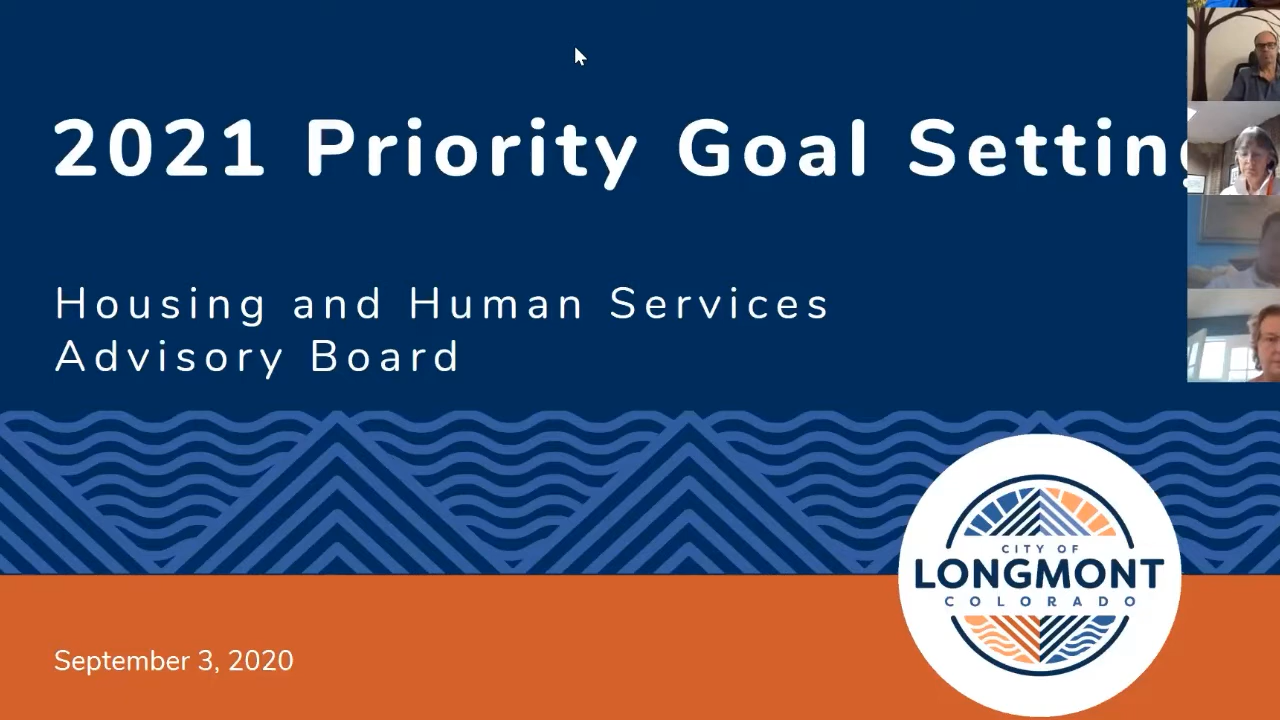 2021 Priority Goal Setting
Housing and Human Services
Advisory Board
CITY OF
LONGMONT
COLORADO
September 3, 2020